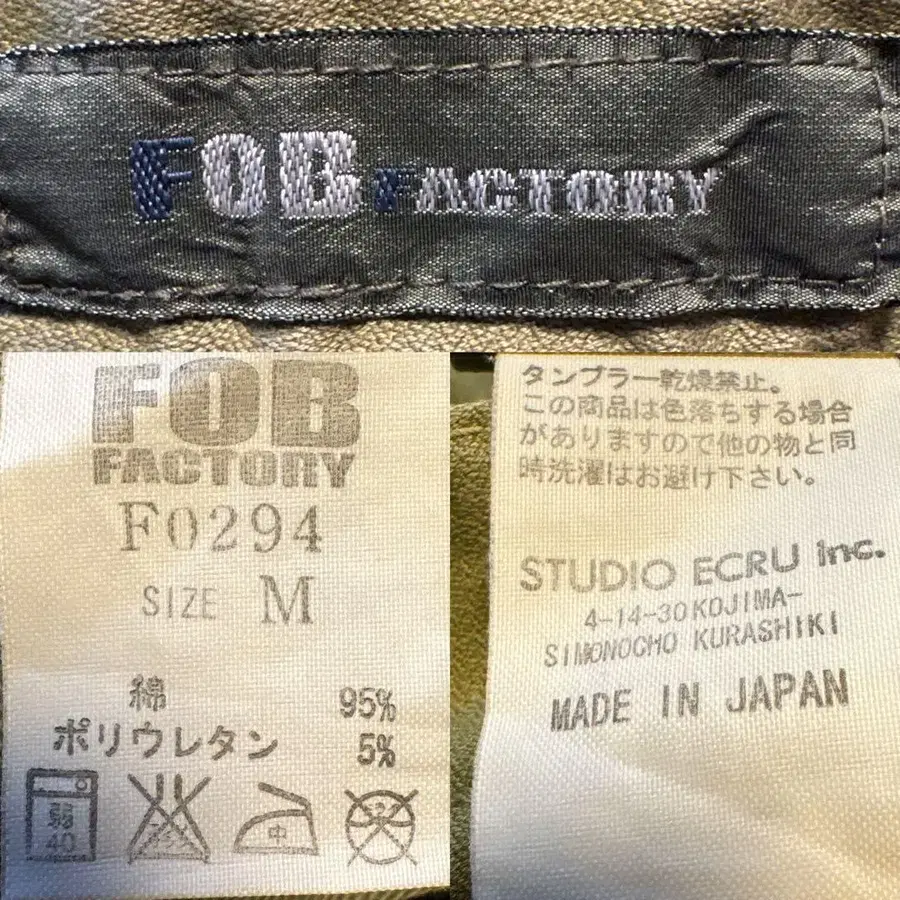 FOB FACTORY
FOB
FACTORY
F0294
SIZE M
綿 95%
ポリウレタン 5%
弱
40
中
タンブラー乾燥禁止。
この商品は色落ちする場合
がありますので他の物と同
時洗濯はお避け下さい。
STUDIO ECRU inc.
4-14-30KOJIMA-
SIMONOCHO KURASHIKI
MADE IN JAPAN